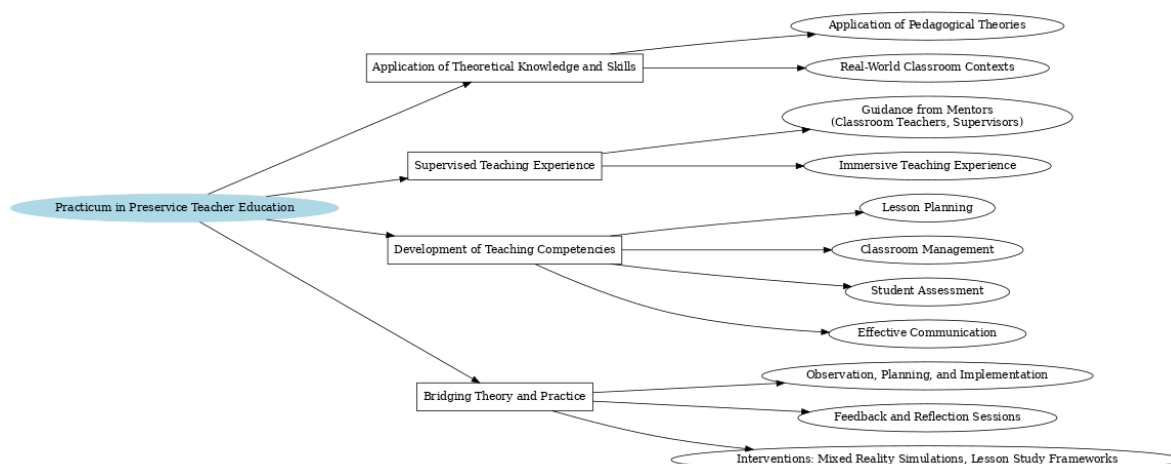 Practicum in Preservice Teacher Education
Application of Theoretical Knowledge and Skills
Application of Pedagogical Theories
Real-World Classroom Contexts
Supervised Teaching Experience
Guidance from Mentors
(Classroom Teachers, Supervisors)
Immersive Teaching Experience
Development of Teaching Competencies
Lesson Planning
Classroom Management
Student Assessment
Effective Communication
Bridging Theory and Practice
Observation, Planning, and Implementation
Feedback and Reflection Sessions
Interventions: Mixed Reality Simulations, Lesson Study Frameworks